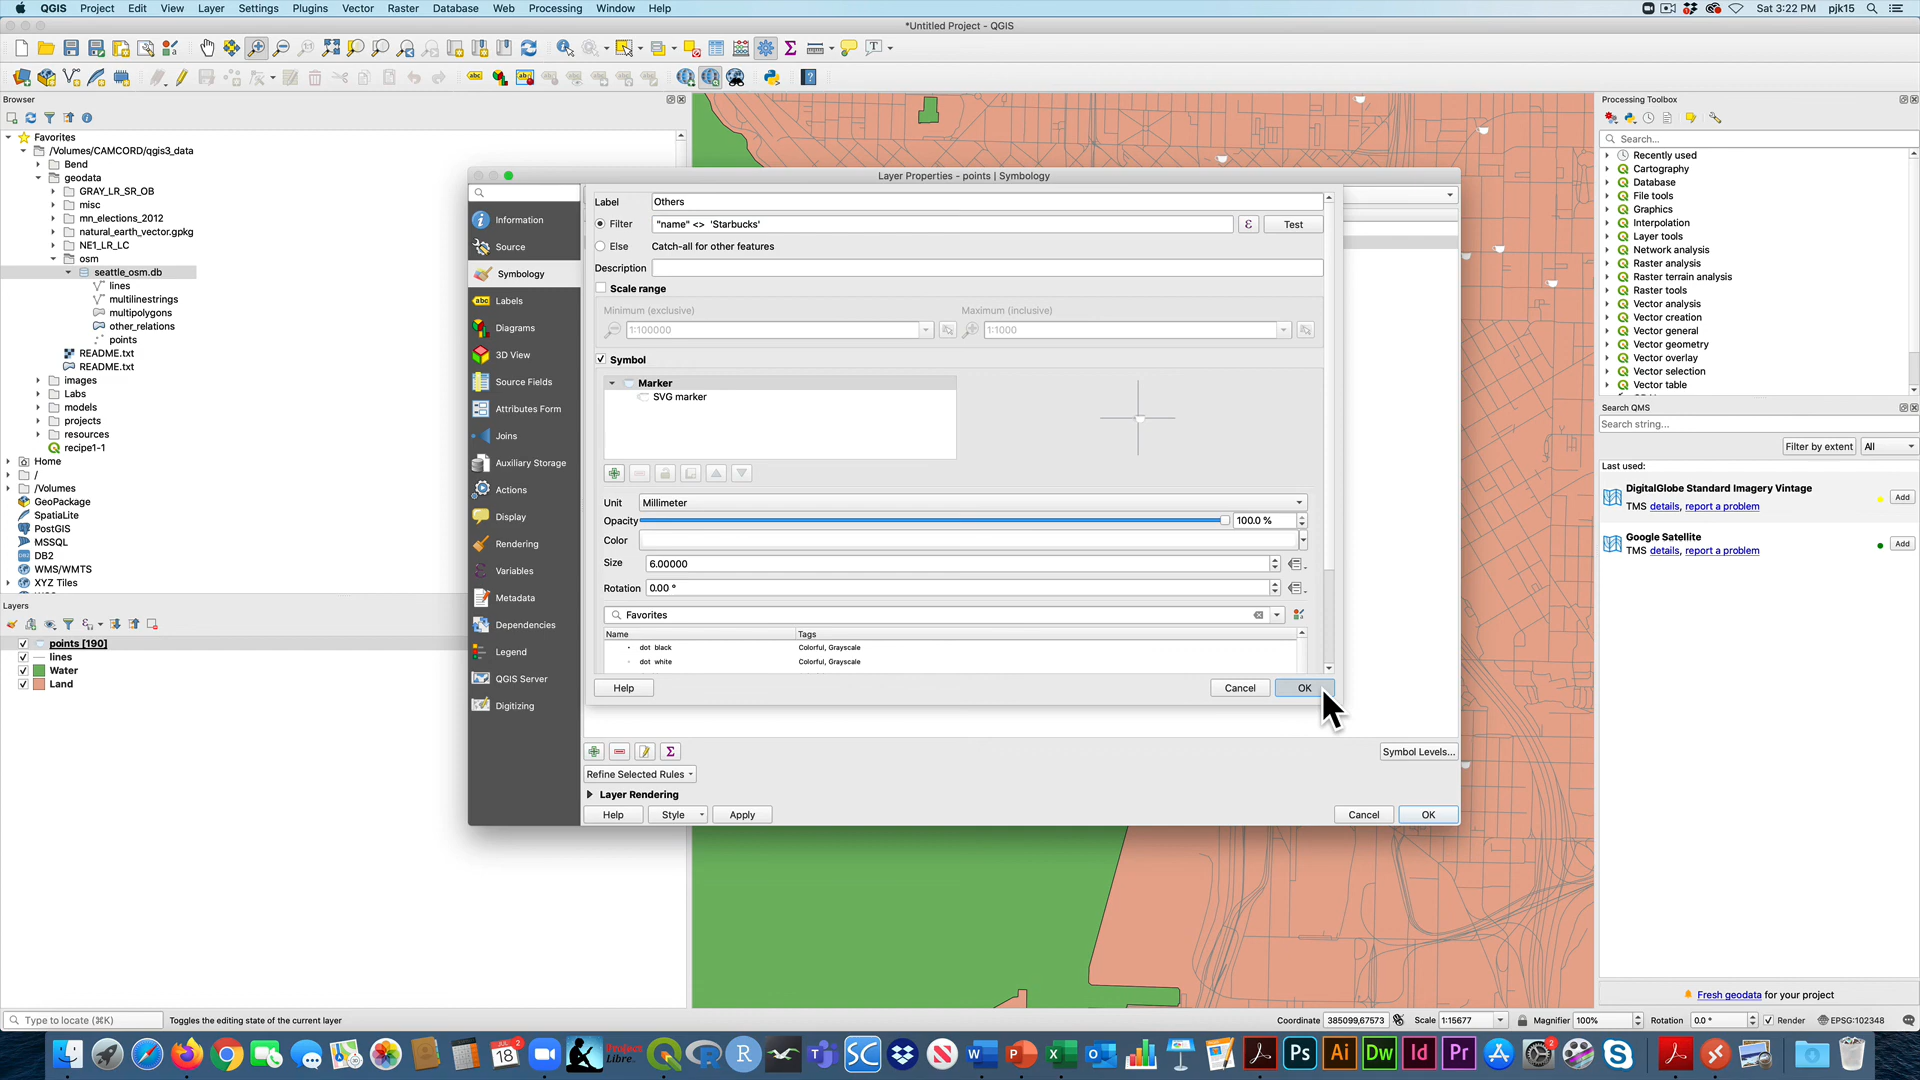 QGIS Project Edit View Layer Settings Plugins Vector Raster Database Web Processing Window Help
Sat 3:22 PM pjk15
*Untitled Project - QGIS
Browser
Favorites
/Volumes/CAMCORD/qgis3_data
Bend
geodata
GRAY_LR_SR_OB
misc
mn_elections_2012
natural_earth_vector.gpkg
NE1_LR_LC
osm
seattle_osm.db
lines
multilinestrings
multipolygons
other_relations
points
README.txt
README.txt
images
Labs
models
projects
resources
recipe1-1
Home
/
/Volumes
GeoPackage
SpatiaLite
PostGIS
MSSQL
DB2
WMS/WMTS
XYZ Tiles
Layers
points [190]
lines
Water
Land
Layer Properties - points | Symbology
Information
Source
Symbology
Labels
Diagrams
3D View
Source Fields
Attributes Form
Joins
Auxiliary Storage
Actions
Display
Rendering
Variables
Metadata
Dependencies
Legend
QGIS Server
Digitizing
Label Others
Filter "name" <> 'Starbucks' ε Test
Else Catch-all for other features
Description
Scale range
Minimum (exclusive) Maximum (inclusive)
1:100000 1:1000
Symbol
Marker
SVG marker
Unit Millimeter
Opacity 100.0 %
Color
Size 6.00000
Rotation 0.00 °
Favorites
Name Tags
dot black Colorful, Grayscale
dot white Colorful, Grayscale
Help Cancel OK
Symbol Levels...
Refine Selected Rules
Layer Rendering
Help Style Apply Cancel OK
Processing Toolbox
Search...
Recently used
Cartography
Database
File tools
Graphics
Interpolation
Layer tools
Network analysis
Raster analysis
Raster terrain analysis
Raster tools
Vector analysis
Vector creation
Vector general
Vector geometry
Vector overlay
Vector selection
Vector table
Search QMS
Search string...
Filter by extent All
Last used:
DigitalGlobe Standard Imagery Vintage
TMS details, report a problem Add
Google Satellite
TMS details, report a problem Add
Fresh geodata for your project
Type to locate (⌘K) Toggles the editing state of the current layer
Coordinate 385099,67573 Scale 1:15677 Magnifier 100% Rotation 0.0 ° Render EPSG:102348